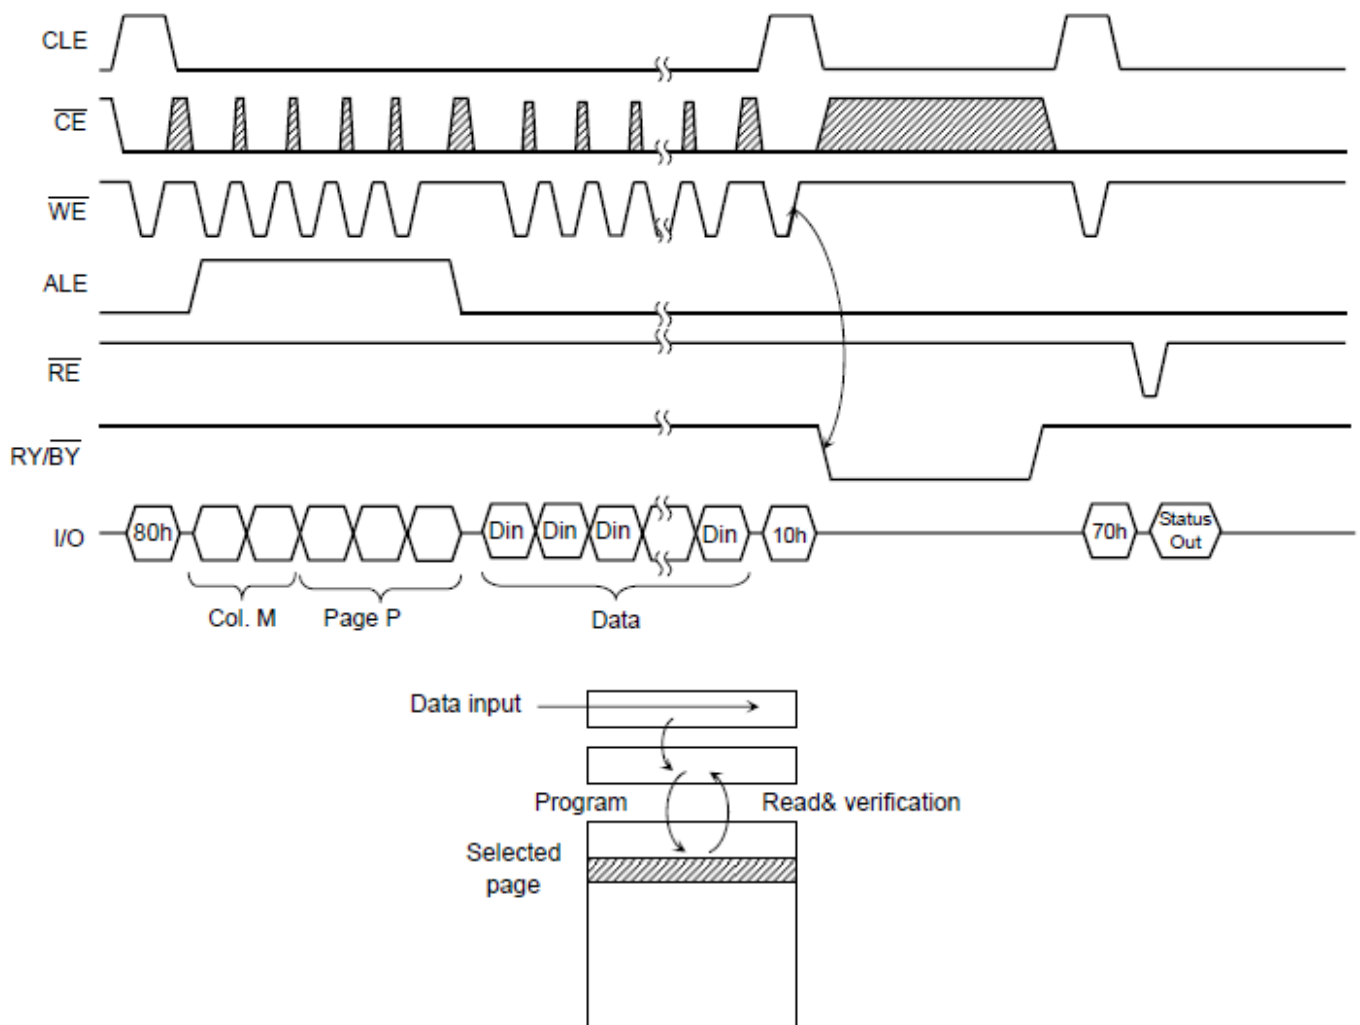 CLE
CE
WE
ALE
RE
RY/BY
I/O
80h
Din Din Din Din
10h
70h
Status
Out
Col. M
Page P
Data
Data input
Program
Read& verification
Selected
page